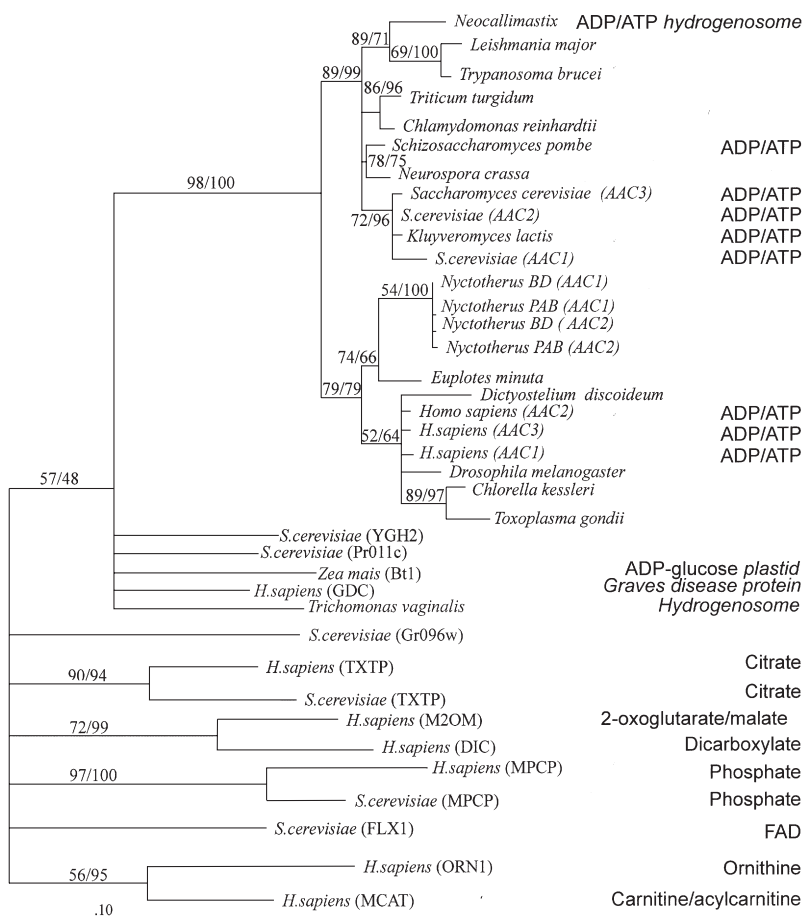 Neocallimastix ADP/ATP hydrogenosome
89/71
69/100 Leishmania major
89/99
Trypanosoma brucei
86/96
Triticum turgidum
Chlamydomonas reinhardtii
Schizosaccharomyces pombe ADP/ATP
78/75
Neurospora crassa
98/100
Saccharomyces cerevisiae (AAC3) ADP/ATP
72/96 S.cerevisiae (AAC2) ADP/ATP
Kluyveromyces lactis ADP/ATP
S.cerevisiae (AAC1) ADP/ATP
Nyctotherus BD (AAC1)
54/100
Nyctotherus PAB (AAC1)
Nyctotherus BD ( AAC2)
Nyctotherus PAB (AAC2)
74/66
Euplotes minuta
79/79
Dictyostelium discoideum
Homo sapiens (AAC2) ADP/ATP
52/64 H.sapiens (AAC3) ADP/ATP
H.sapiens (AAC1) ADP/ATP
Drosophila melanogaster
57/48
89/97 Chlorella kessleri
Toxoplasma gondii
S.cerevisiae (YGH2)
S.cerevisiae (Pr011c)
Zea mais (Bt1) ADP-glucose plastid
H.sapiens (GDC) Graves disease protein
Trichomonas vaginalis Hydrogenosome
S.cerevisiae (Gr096w)
90/94 H.sapiens (TXTP) Citrate
S.cerevisiae (TXTP) Citrate
72/99 H.sapiens (M2OM) 2-oxoglutarate/malate
H.sapiens (DIC) Dicarboxylate
97/100 H.sapiens (MPCP) Phosphate
S.cerevisiae (MPCP) Phosphate
S.cerevisiae (FLX1) FAD
56/95 H.sapiens (ORN1) Ornithine
H.sapiens (MCAT) Carnitine/acylcarnitine
.10